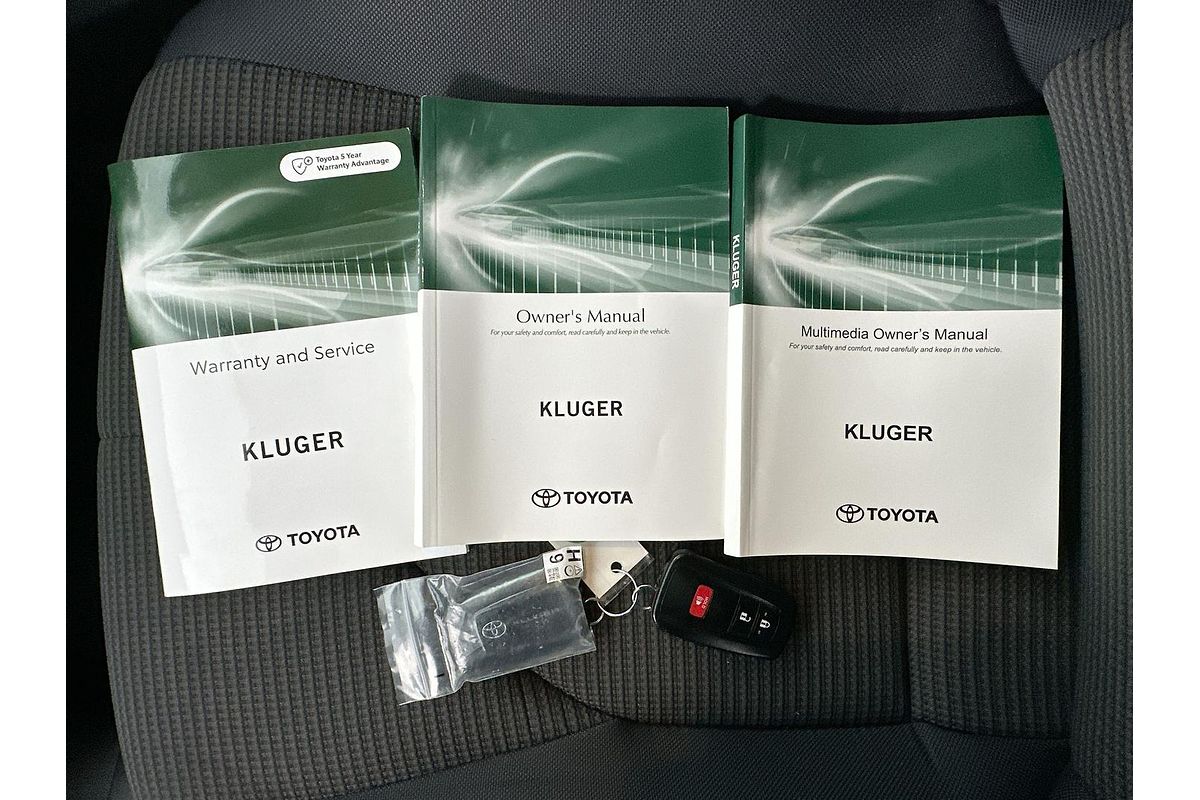 Toyota 5 Year
Warranty Advantage
Warranty and Service
KLUGER
TOYOTA
Owner's Manual
For your safety and comfort, read carefully and keep in the vehicle.
KLUGER
TOYOTA
KLUGER
Multimedia Owner's Manual
For your safety and comfort, read carefully and keep in the vehicle.
KLUGER
TOYOTA
H
9
HOLD